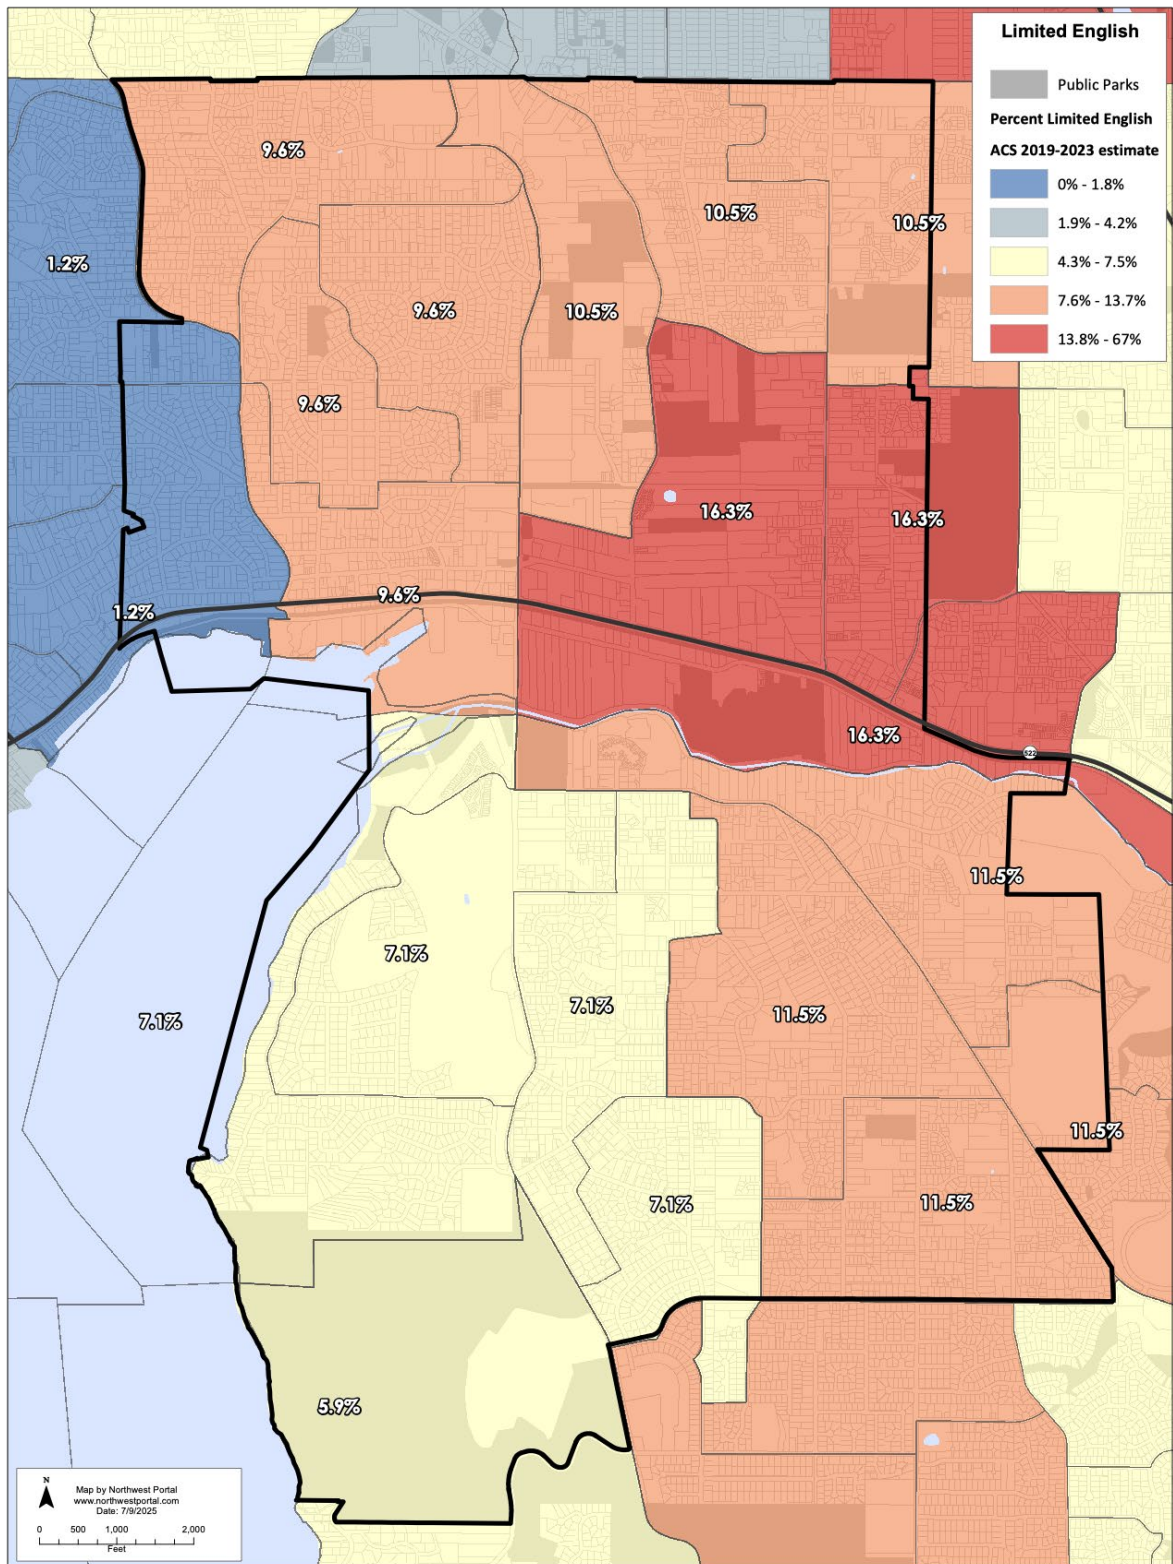 Limited English
Public Parks
Percent Limited English
ACS 2019-2023 estimate
0% - 1.8%
1.9% - 4.2%
4.3% - 7.5%
7.6% - 13.7%
13.8% - 67%
9.6%
10.5%
10.5%
1.2%
9.6%
10.5%
9.6%
16.3%
16.3%
9.6%
1.2%
16.3%
522
11.5%
7.1%
7.1%
11.5%
7.1%
11.5%
7.1%
11.5%
5.9%
N
Map by Northwest Portal
www.northwestportal.com
Date: 7/9/2025
0 500 1,000 2,000
Feet